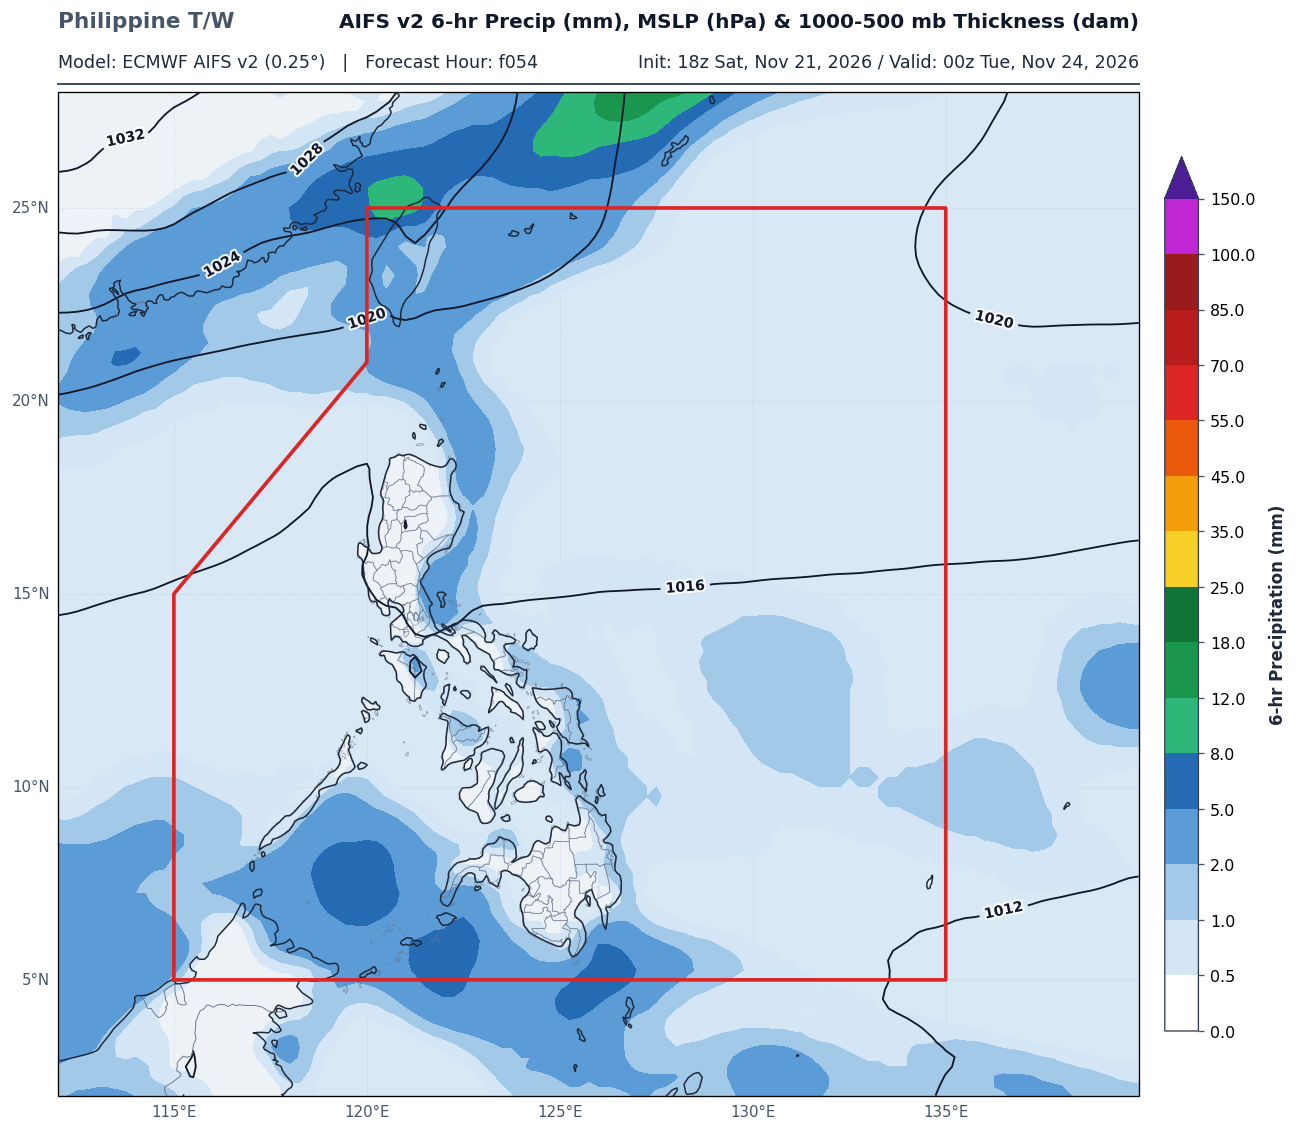 Philippine T/W
AIFS v2 6-hr Precip (mm), MSLP (hPa) & 1000-500 mb Thickness (dam)
Model: ECMWF AIFS v2 (0.25°) | Forecast Hour: f054
Init: 18z Sat, Nov 21, 2026 / Valid: 00z Tue, Nov 24, 2026
1032
1028
1024
1020
1020
1016
1012
25°N
20°N
15°N
10°N
5°N
115°E
120°E
125°E
130°E
135°E
150.0
100.0
85.0
70.0
55.0
45.0
35.0
25.0
18.0
12.0
8.0
5.0
2.0
1.0
0.5
0.0
6-hr Precipitation (mm)